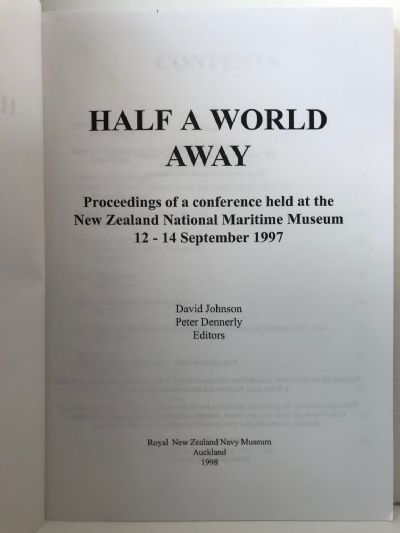 HALF A WORLD
AWAY
Proceedings of a conference held at the
New Zealand National Maritime Museum
12 - 14 September 1997
David Johnson
Peter Dennerly
Editors
Royal New Zealand Navy Museum
Auckland
1998